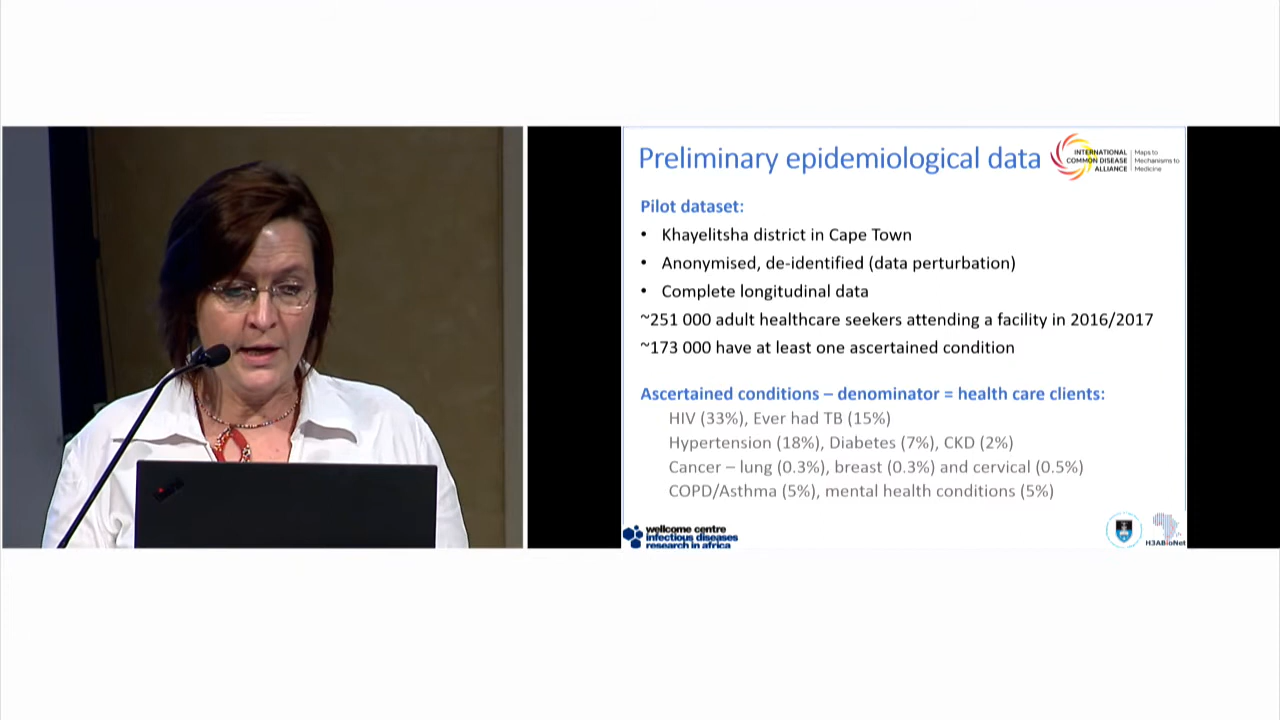 Preliminary epidemiological data
INTERNATIONAL
COMMON DISEASE
ALLIANCE
Maps to
Mechanisms to
Medicine
Pilot dataset:
• Khayelitsha district in Cape Town
• Anonymised, de-identified (data perturbation)
• Complete longitudinal data
~251 000 adult healthcare seekers attending a facility in 2016/2017
~173 000 have at least one ascertained condition
Ascertained conditions – denominator = health care clients:
HIV (33%), Ever had TB (15%)
Hypertension (18%), Diabetes (7%), CKD (2%)
Cancer – lung (0.3%), breast (0.3%) and cervical (0.5%)
COPD/Asthma (5%), mental health conditions (5%)
wellcome centre
infectious diseases
research in africa
H3ABioNet